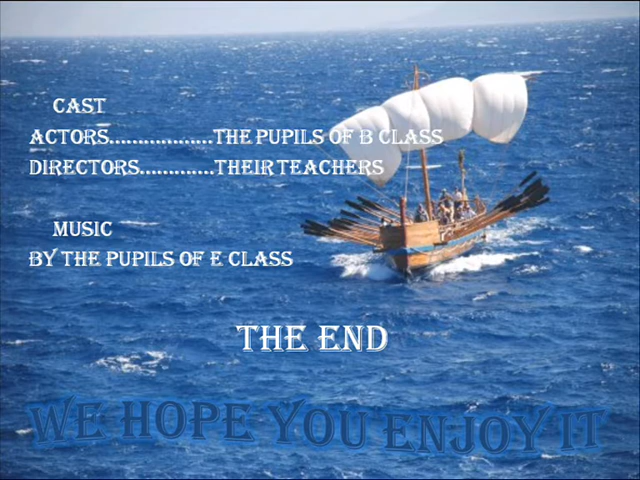 CAST
ACTORS..................THE PUPILS OF B CLASS
DIRECTORS.............THEIR TEACHERS
MUSIC
BY THE PUPILS OF E CLASS
THE END
WE HOPE YOU ENJOY IT